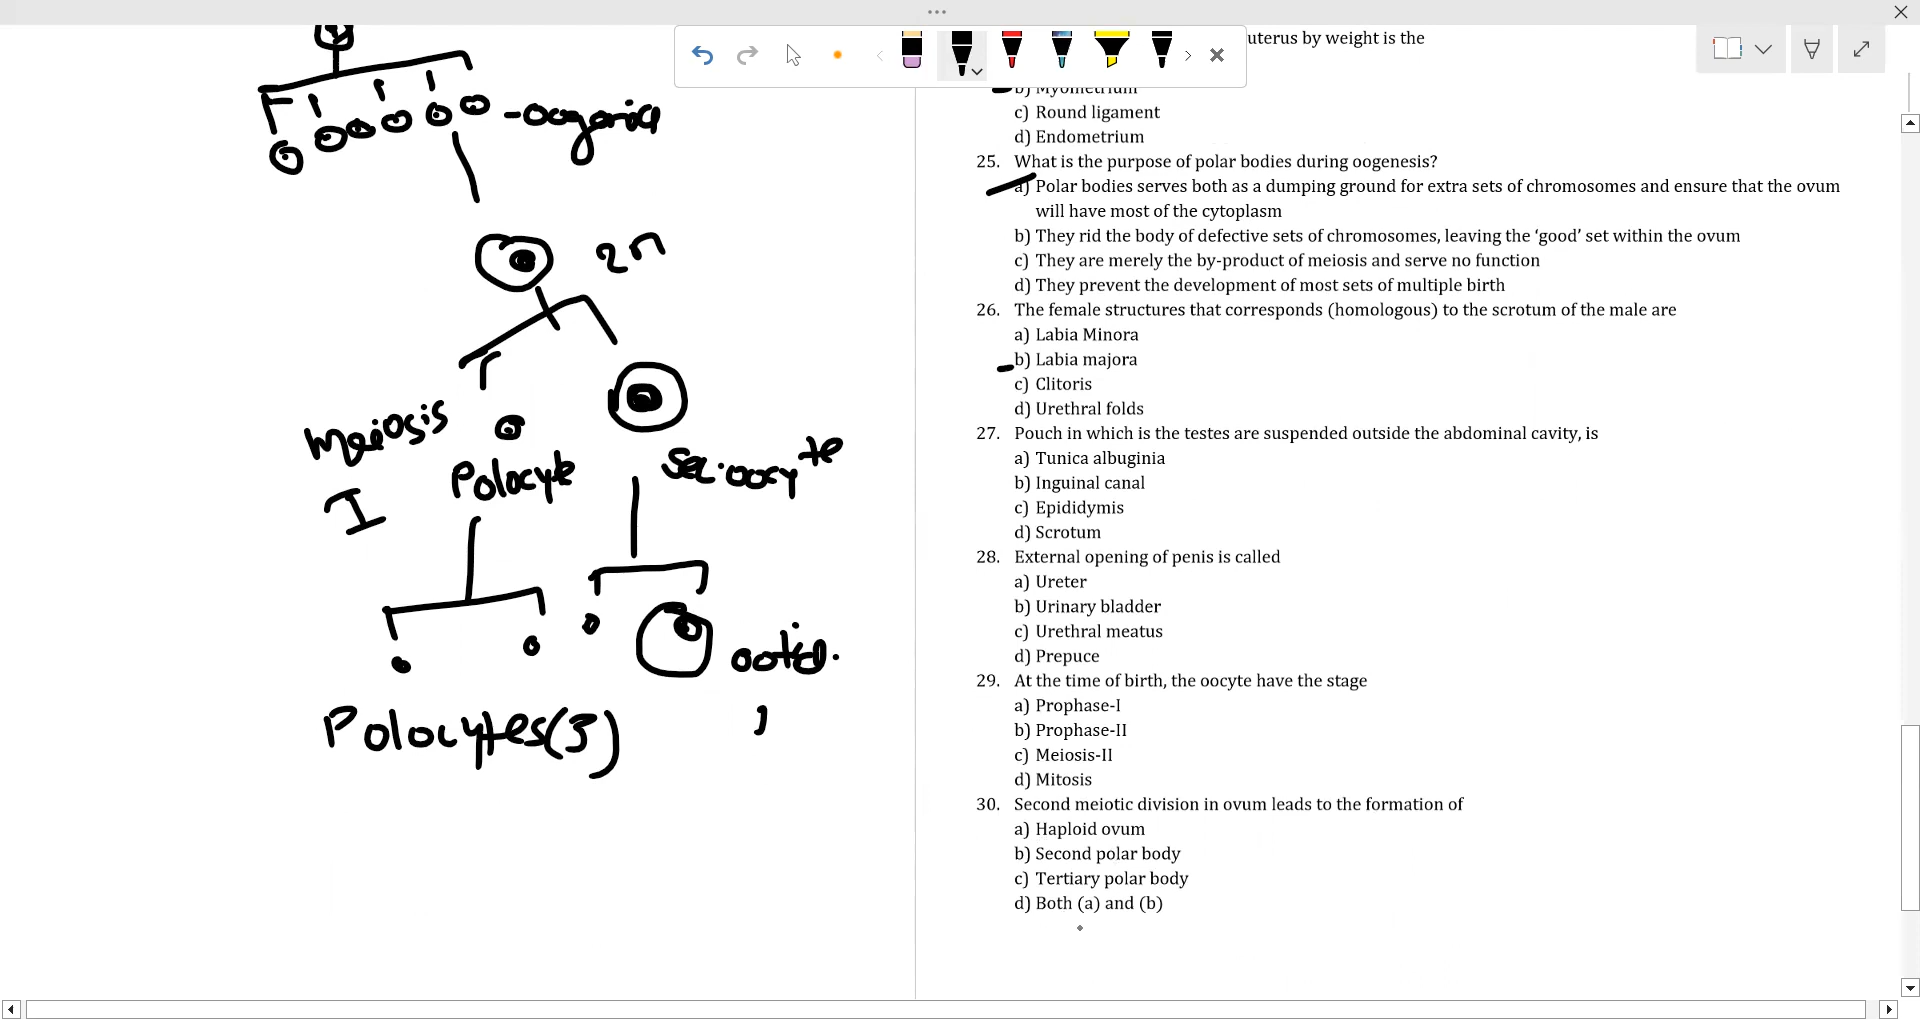 -oogonia
2n
Meiosis
I
Polocyte
Sec.oocyte
ootid.
Polocytes(3)
uterus by weight is the
b) Myometrium
c) Round ligament
d) Endometrium
25. What is the purpose of polar bodies during oogenesis?
a) Polar bodies serves both as a dumping ground for extra sets of chromosomes and ensure that the ovum
will have most of the cytoplasm
b) They rid the body of defective sets of chromosomes, leaving the ‘good’ set within the ovum
c) They are merely the by-product of meiosis and serve no function
d) They prevent the development of most sets of multiple birth
26. The female structures that corresponds (homologous) to the scrotum of the male are
a) Labia Minora
b) Labia majora
c) Clitoris
d) Urethral folds
27. Pouch in which is the testes are suspended outside the abdominal cavity, is
a) Tunica albuginia
b) Inguinal canal
c) Epididymis
d) Scrotum
28. External opening of penis is called
a) Ureter
b) Urinary bladder
c) Urethral meatus
d) Prepuce
29. At the time of birth, the oocyte have the stage
a) Prophase-I
b) Prophase-II
c) Meiosis-II
d) Mitosis
30. Second meiotic division in ovum leads to the formation of
a) Haploid ovum
b) Second polar body
c) Tertiary polar body
d) Both (a) and (b)